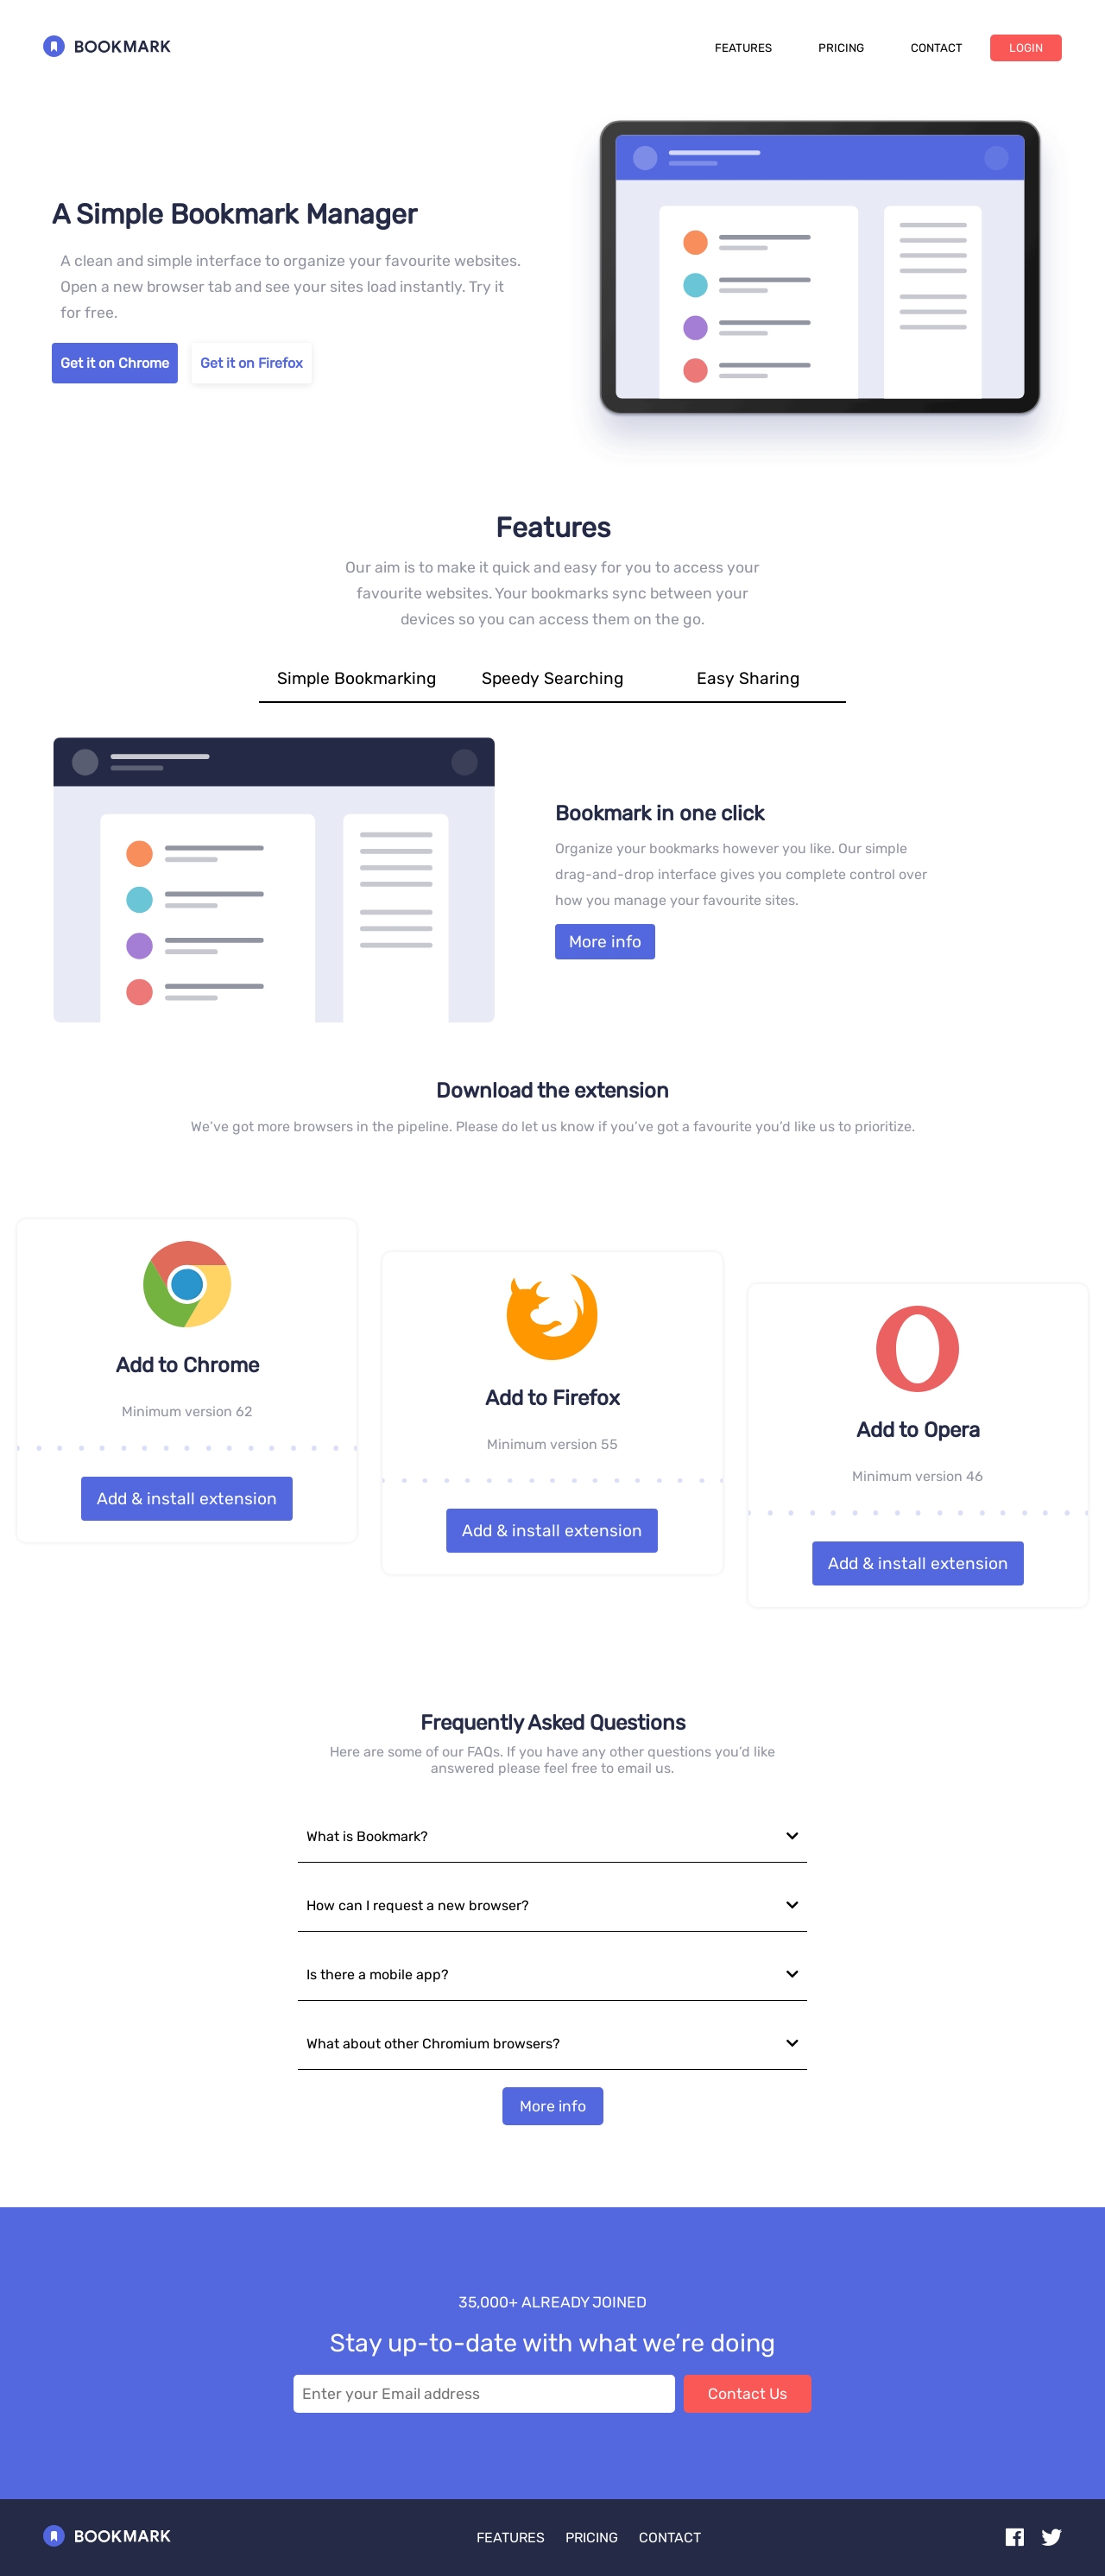 BOOKMARK
FEATURES
PRICING
CONTACT
LOGIN
A Simple Bookmark Manager
A clean and simple interface to organize your favourite websites.
Open a new browser tab and see your sites load instantly. Try it
for free.
Get it on Chrome
Get it on Firefox
Features
Our aim is to make it quick and easy for you to access your
favourite websites. Your bookmarks sync between your
devices so you can access them on the go.
Simple Bookmarking
Speedy Searching
Easy Sharing
Bookmark in one click
Organize your bookmarks however you like. Our simple
drag-and-drop interface gives you complete control over
how you manage your favourite sites.
More info
Download the extension
We've got more browsers in the pipeline. Please do let us know if you've got a favourite you'd like us to prioritize.
Add to Chrome
Minimum version 62
Add & install extension
Add to Firefox
Minimum version 55
Add & install extension
Add to Opera
Minimum version 46
Add & install extension
Frequently Asked Questions
Here are some of our FAQs. If you have any other questions you'd like
answered please feel free to email us.
What is Bookmark?
How can I request a new browser?
Is there a mobile app?
What about other Chromium browsers?
More info
35,000+ ALREADY JOINED
Stay up-to-date with what we're doing
Enter your Email address
Contact Us
BOOKMARK
FEATURES
PRICING
CONTACT